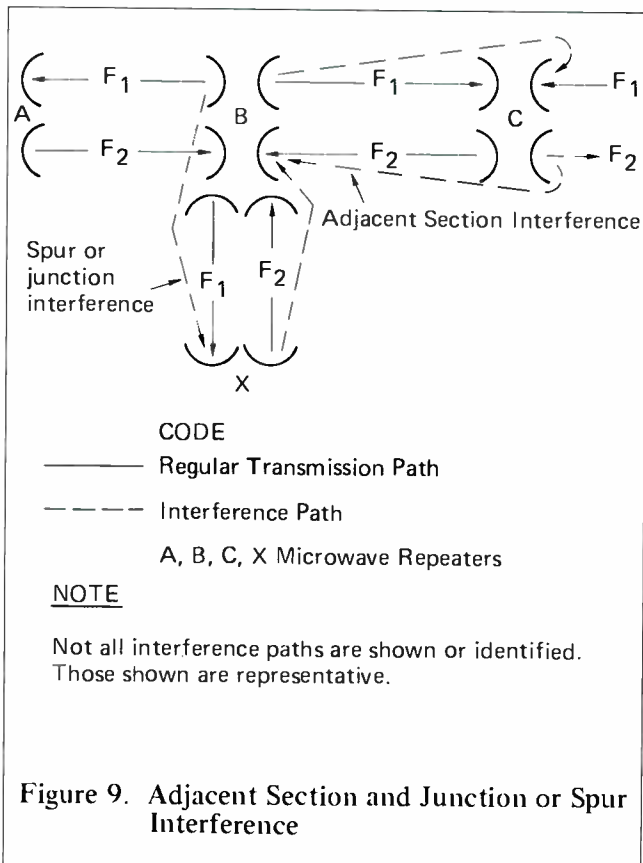 F1 F1 F1
A B C
F2 F2 F2
Adjacent Section Interference
Spur or
junction
interference
F1 F2
X
CODE
Regular Transmission Path
Interference Path
A, B, C, X Microwave Repeaters
NOTE
Not all interference paths are shown or identified.
Those shown are representative.
Figure 9. Adjacent Section and Junction or Spur
Interference